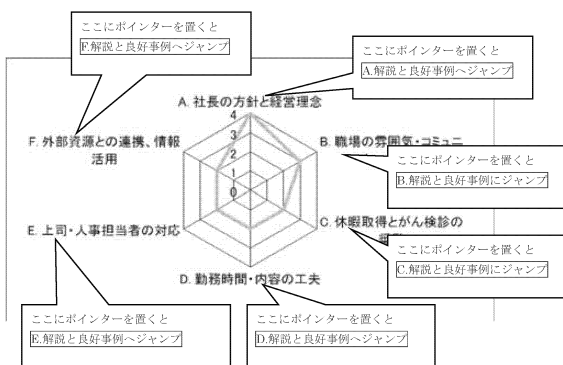 ここにポインターを置くと
F.解説と良好事例へジャンプ
ここにポインターを置くと
A.解説と良好事例へジャンプ
A. 社長の方針と経営理念
4
3
2
1
0
F. 外部資源との連携、情報
活用
B. 職場の雰囲気・コミュニ
ここにポインターを置くと
B.解説と良好事例にジャンプ
E. 上司・人事担当者の対応
C. 休暇取得とがん検診の
ここにポインターを置くと
C.解説と良好事例にジャンプ
D. 勤務時間・内容の工夫
ここにポインターを置くと
E.解説と良好事例へジャンプ
ここにポインターを置くと
D.解説と良好事例へジャンプ